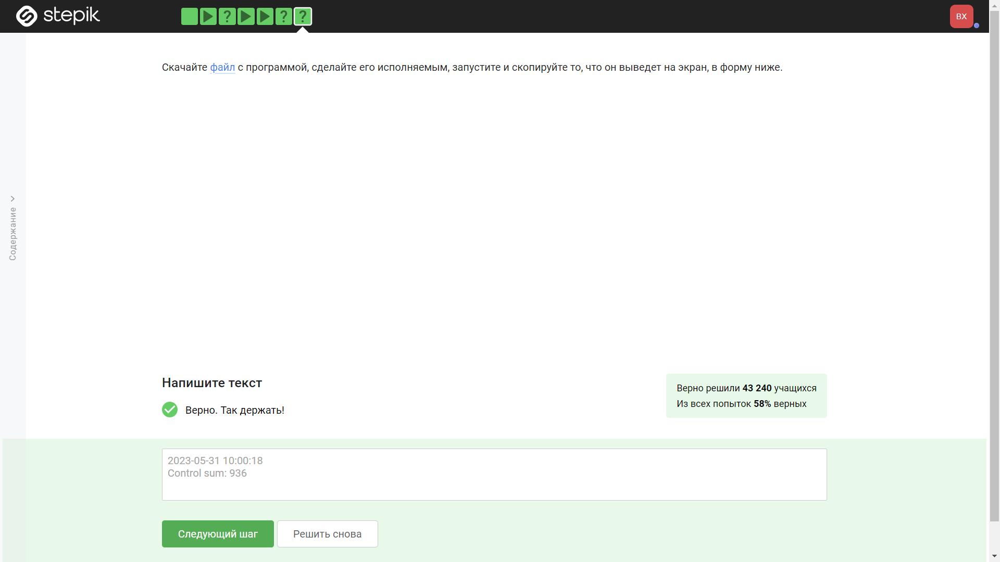 stepik
? ? ?
BX
Скачайте файл с программой, сделайте его исполняемым, запустите и скопируйте то, что он выведет на экран, в форму ниже.
Содержание
Напишите текст
Верно. Так держать!
Верно решили 43 240 учащихся
Из всех попыток 58% верных
2023-05-31 10:00:18
Control sum: 936
Следующий шаг
Решить снова